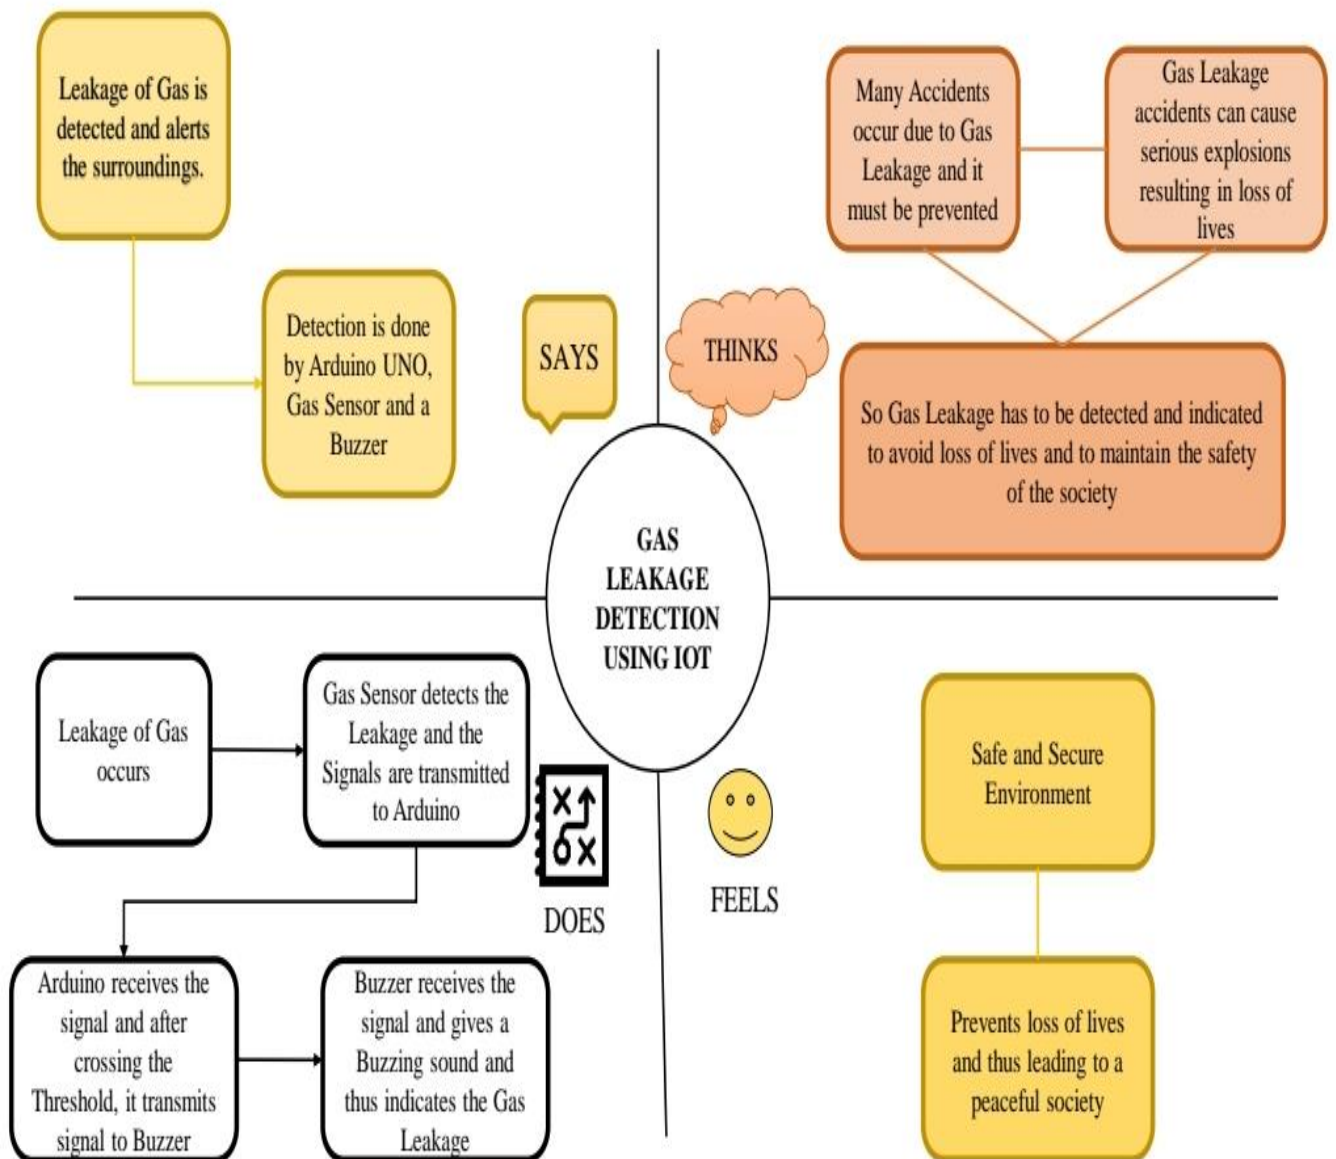 Leakage of Gas is
detected and alerts
the surroundings.
Detection is done
by Arduino UNO,
Gas Sensor and a
Buzzer
SAYS
THINKS
Many Accidents
occur due to Gas
Leakage and it
must be prevented
Gas Leakage
accidents can cause
serious explosions
resulting in loss of
lives
So Gas Leakage has to be detected and indicated
to avoid loss of lives and to maintain the safety
of the society
GAS
LEAKAGE
DETECTION
USING IOT
Leakage of Gas
occurs
Gas Sensor detects the
Leakage and the
Signals are transmitted
to Arduino
DOES
Arduino receives the
signal and after
crossing the
Threshold, it transmits
signal to Buzzer
Buzzer receives the
signal and gives a
Buzzing sound and
thus indicates the Gas
Leakage
FEELS
Safe and Secure
Environment
Prevents loss of lives
and thus leading to a
peaceful society